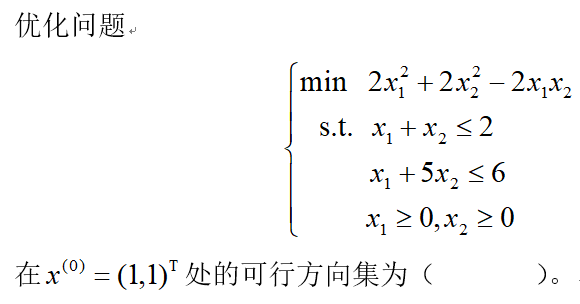 优化问题
min 2x₁² + 2x₂² − 2x₁x₂
s.t. x₁ + x₂ ≤ 2
x₁ + 5x₂ ≤ 6
x₁ ≥ 0, x₂ ≥ 0
在 x⁽⁰⁾ = (1,1)ᵀ 处的可行方向集为（ ）。